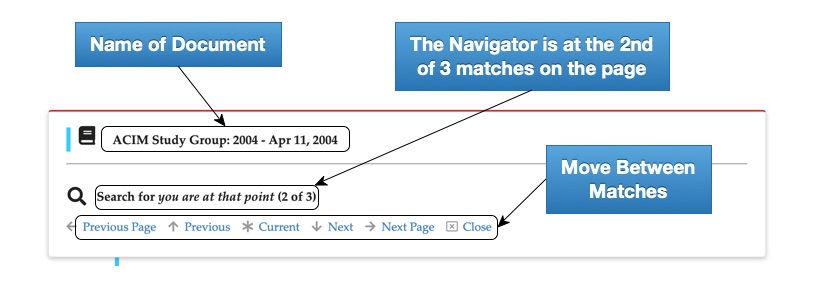 Name of Document
The Navigator is at the 2nd
of 3 matches on the page
ACIM Study Group: 2004 - Apr 11, 2004
Move Between
Matches
Search for you are at that point (2 of 3)
Previous Page Previous Current Next Next Page Close